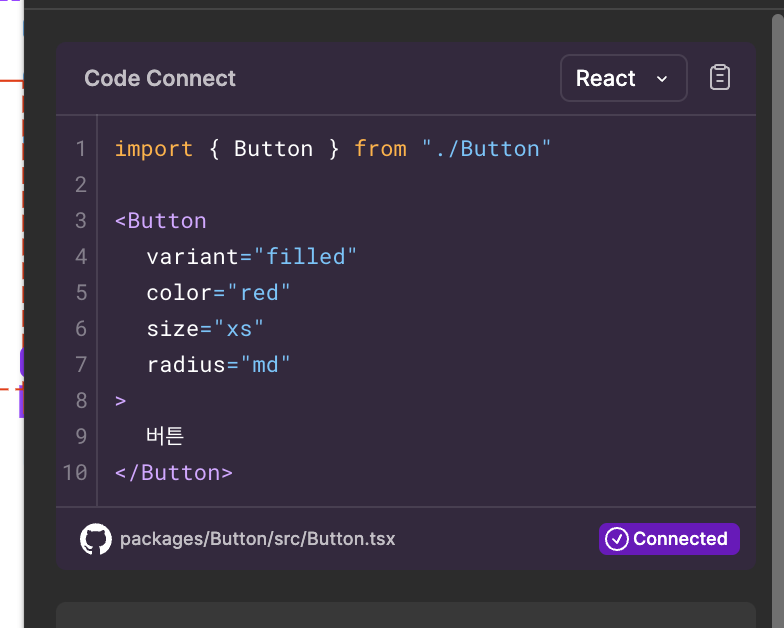 Code Connect
React
1 import { Button } from "./Button"
2
3 <Button
4 variant="filled"
5 color="red"
6 size="xs"
7 radius="md"
8 >
9 버튼
10 </Button>
packages/Button/src/Button.tsx
Connected